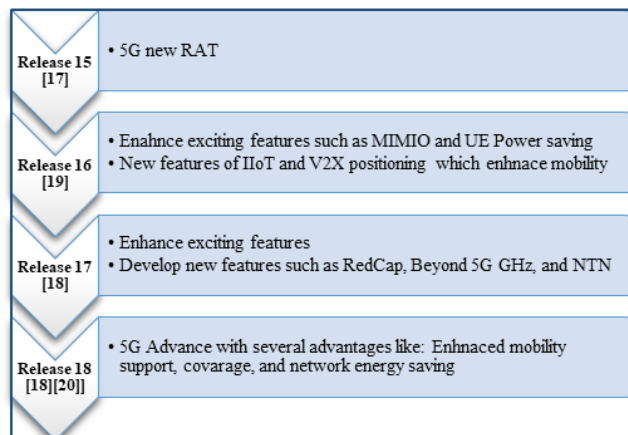 Release 15
[17]
• 5G new RAT
Release 16
[19]
• Enahnce exciting features such as MIMIO and UE Power saving
• New features of IIoT and V2X positioning which enhnace mobility
Release 17
[18]
• Enhance exciting features
• Develop new features such as RedCap, Beyond 5G GHz, and NTN
Release 18
[18][20]]
• 5G Advance with several advantages like: Enhnaced mobility
support, covarage, and network energy saving